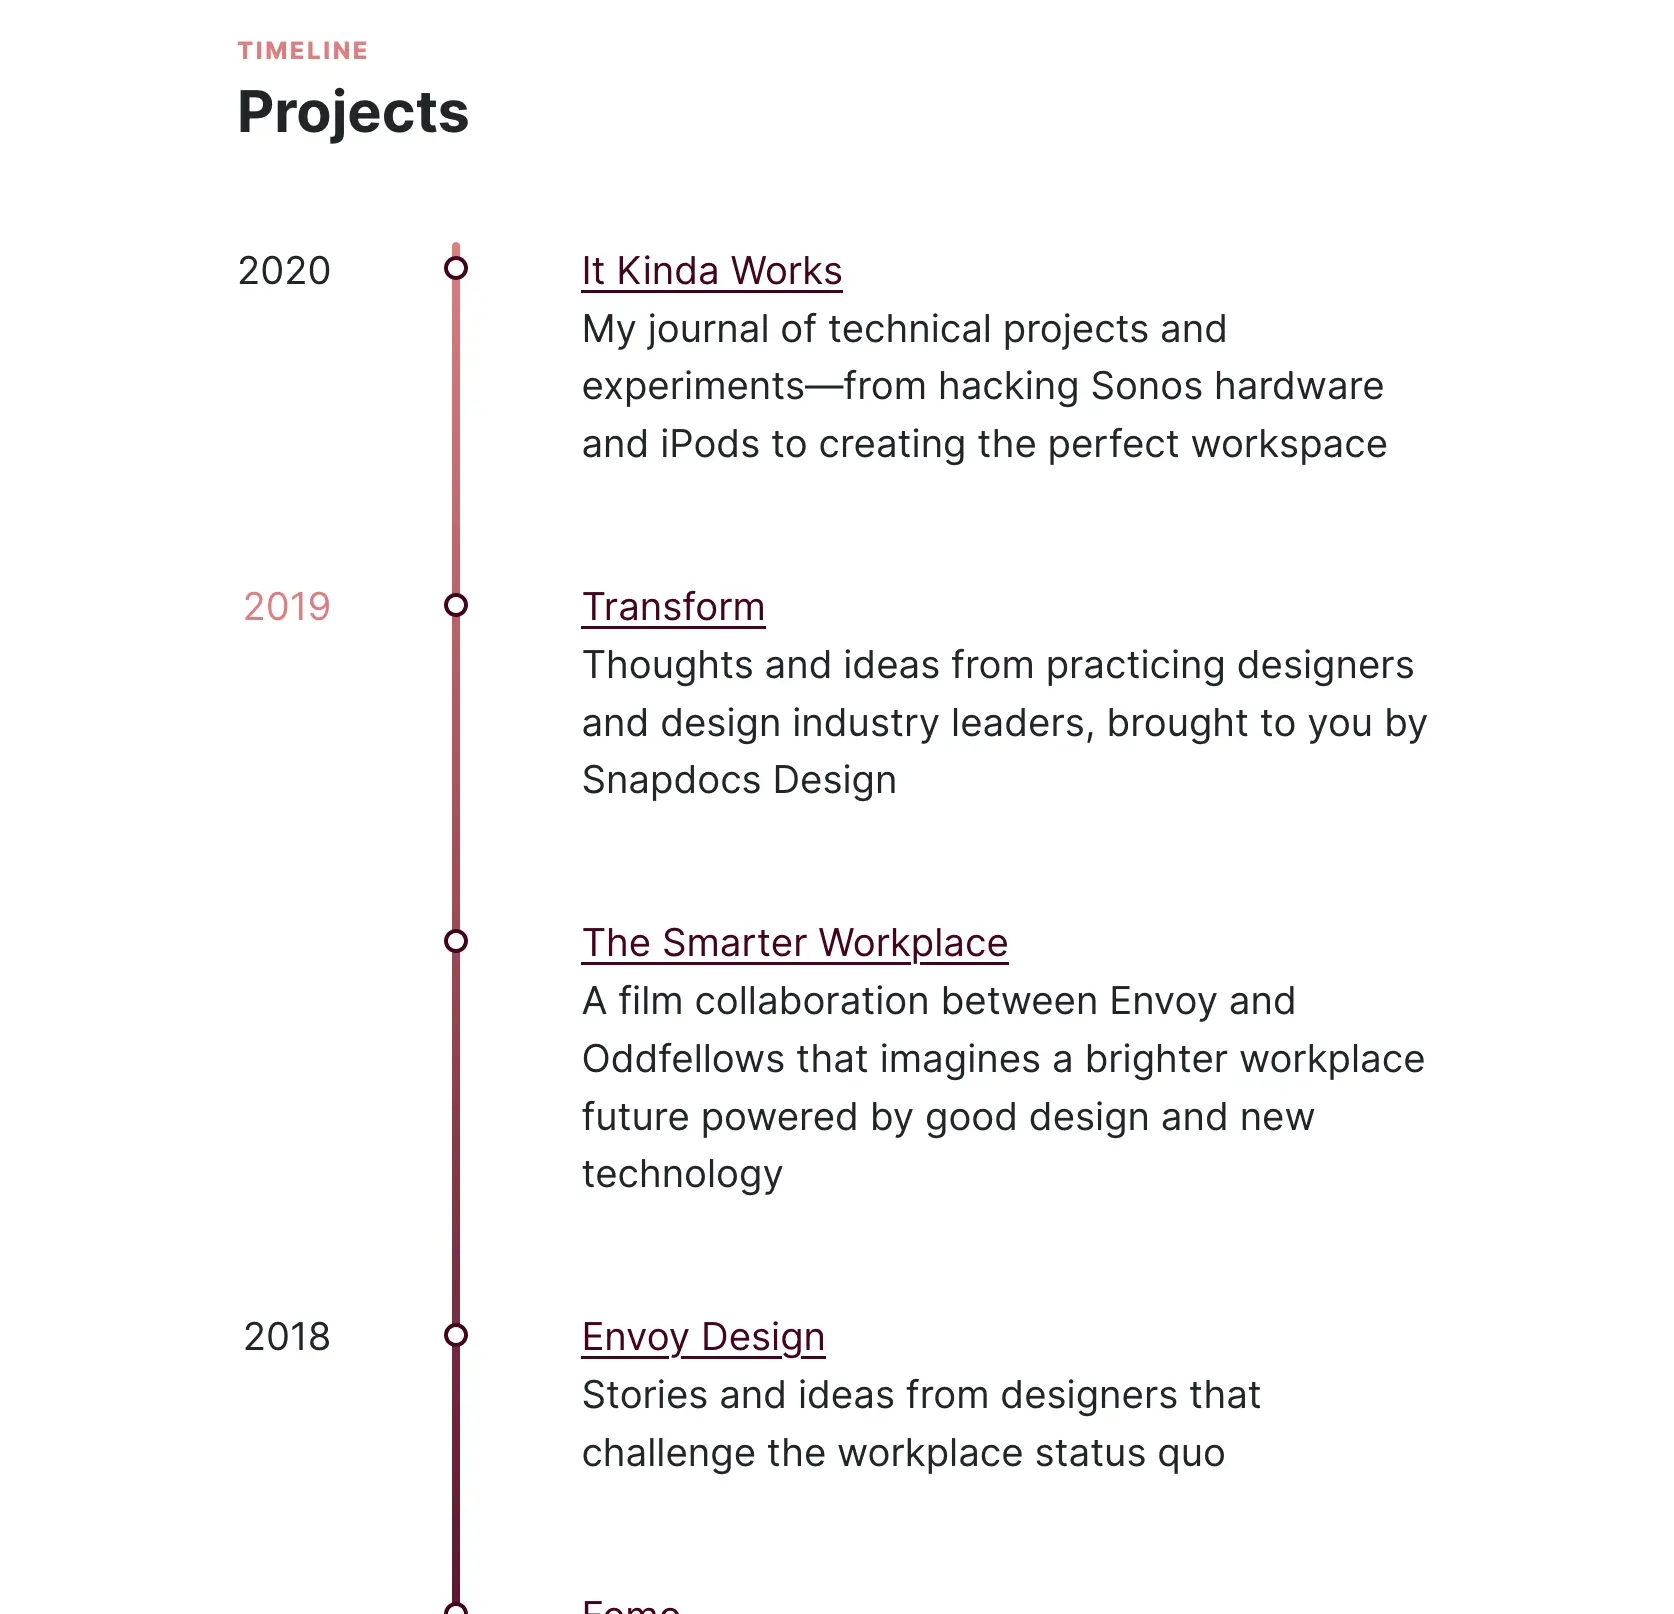 TIMELINE
Projects
2020
It Kinda Works
My journal of technical projects and
experiments—from hacking Sonos hardware
and iPods to creating the perfect workspace
2019
Transform
Thoughts and ideas from practicing designers
and design industry leaders, brought to you by
Snapdocs Design
The Smarter Workplace
A film collaboration between Envoy and
Oddfellows that imagines a brighter workplace
future powered by good design and new
technology
2018
Envoy Design
Stories and ideas from designers that
challenge the workplace status quo